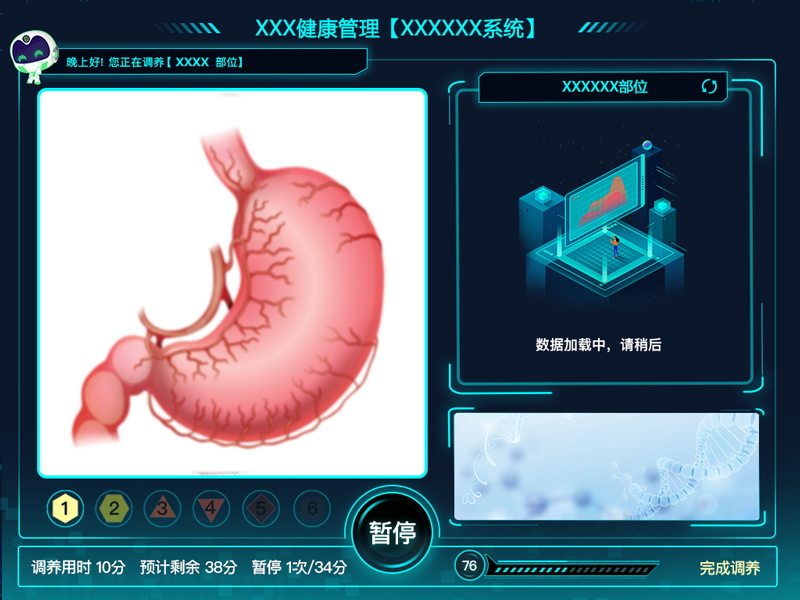 XXX健康管理【XXXXXX系统】
晚上好! 您正在调养【 XXXX 部位】
XXXXXX部位
数据加载中，请稍后
1 2 3 4 5 6
暂停
调养用时 10分 预计剩余 38分 暂停 1次/34分
76
完成调养